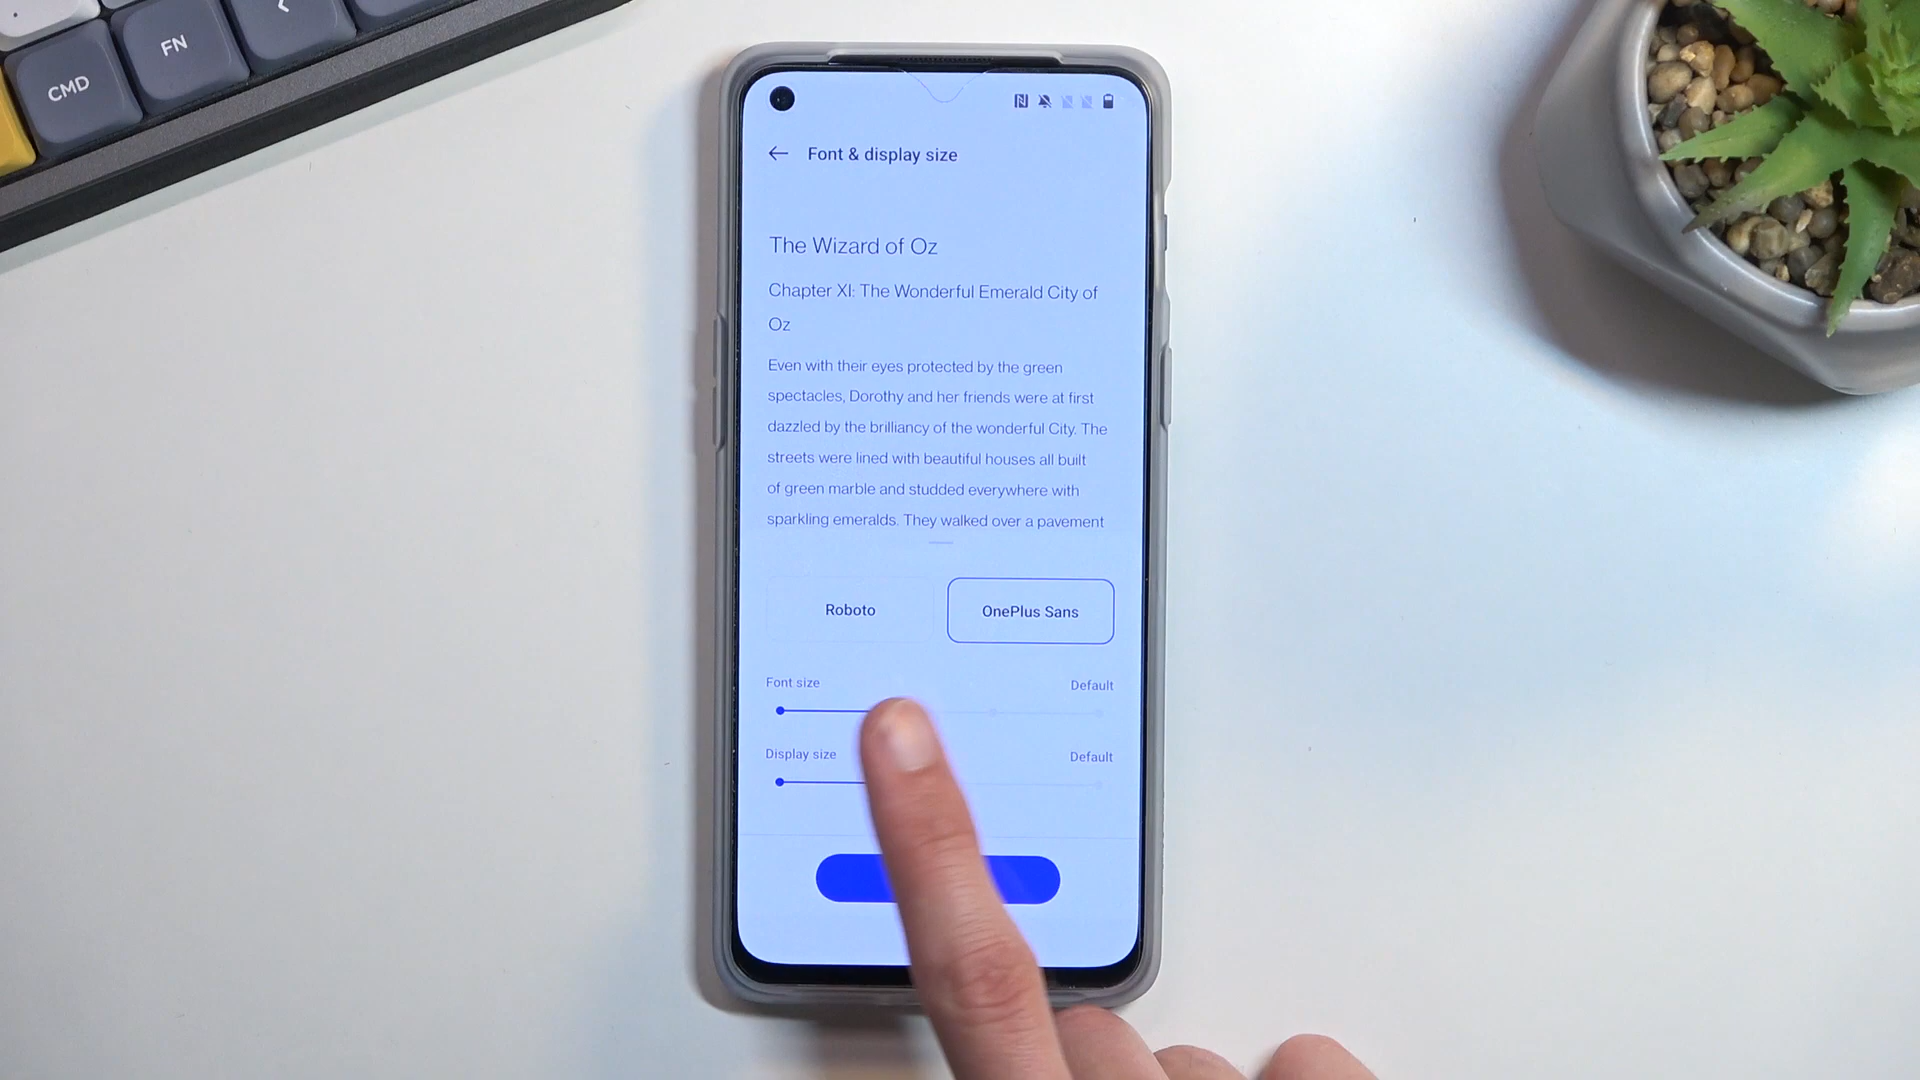 CMD
FN
Font & display size
The Wizard of Oz
Chapter XI: The Wonderful Emerald City of
Oz
Even with their eyes protected by the green
spectacles, Dorothy and her friends were at first
dazzled by the brilliancy of the wonderful City. The
streets were lined with beautiful houses all built
of green marble and studded everywhere with
sparkling emeralds. They walked over a pavement
Roboto
OnePlus Sans
Font size
Default
Display size
Default